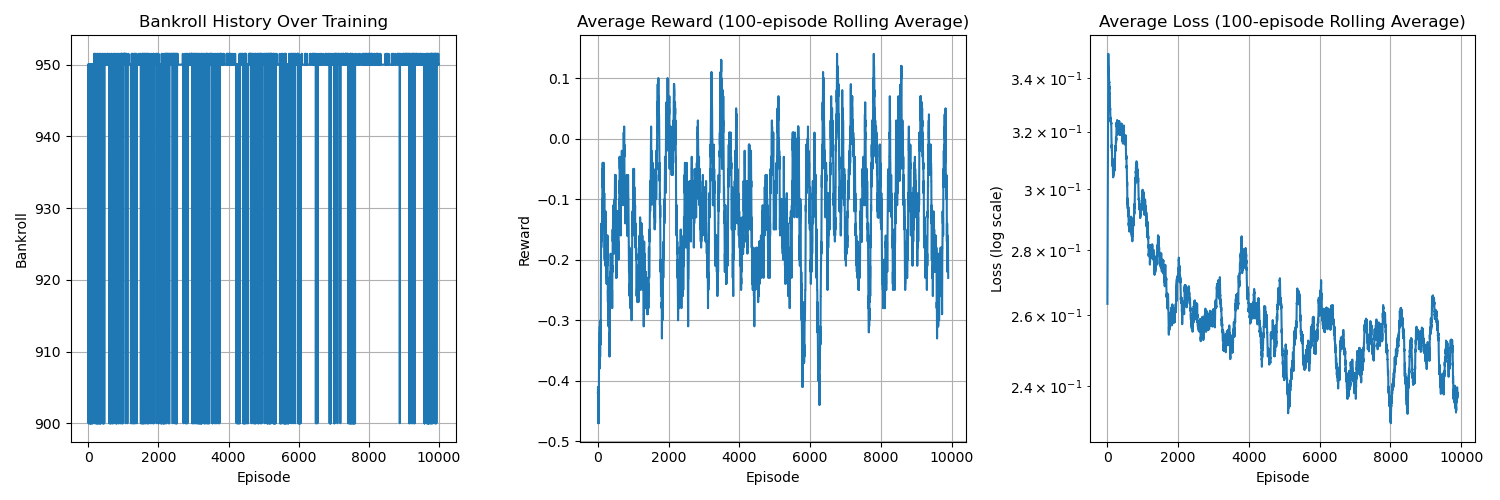 Bankroll History Over Training
Bankroll
950
940
930
920
910
900
0
2000
4000
6000
8000
10000
Episode
Average Reward (100-episode Rolling Average)
Reward
0.1
0.0
−0.1
−0.2
−0.3
−0.4
−0.5
0
2000
4000
6000
8000
10000
Episode
Average Loss (100-episode Rolling Average)
Loss (log scale)
3.4 × 10⁻¹
3.2 × 10⁻¹
3 × 10⁻¹
2.8 × 10⁻¹
2.6 × 10⁻¹
2.4 × 10⁻¹
0
2000
4000
6000
8000
10000
Episode